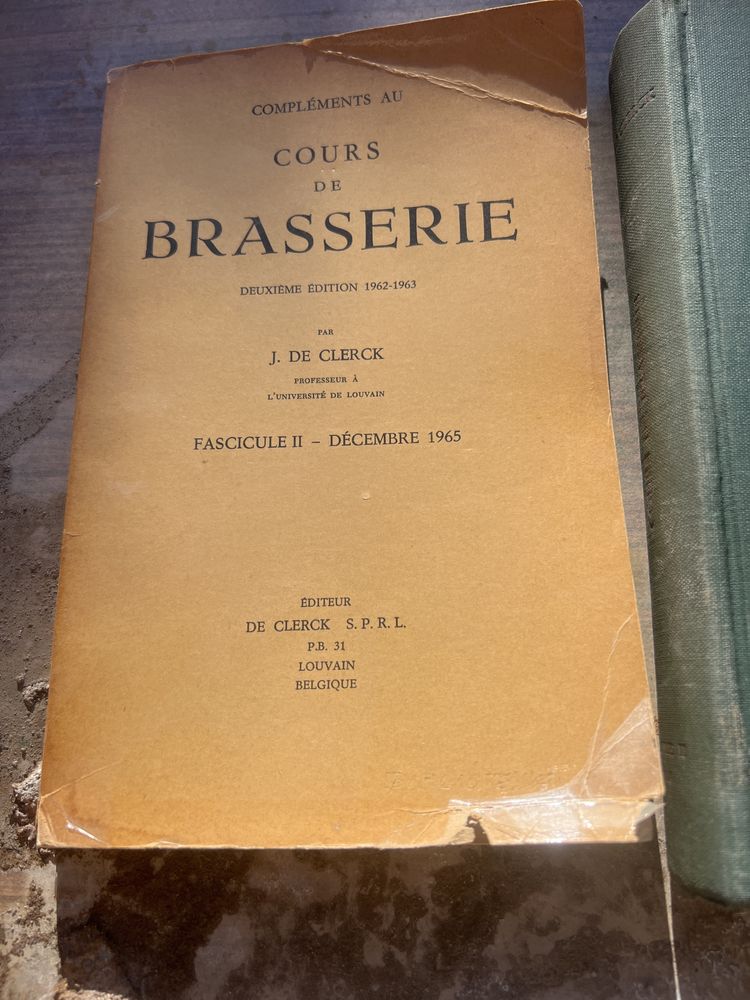 COMPLÉMENTS AU
COURS
DE
BRASSERIE
DEUXIÈME ÉDITION 1962-1963
PAR
J. DE CLERCK
PROFESSEUR À
L'UNIVERSITÉ DE LOUVAIN
FASCICULE II – DÉCEMBRE 1965
ÉDITEUR
DE CLERCK S.P.R.L.
P.B. 31
LOUVAIN
BELGIQUE